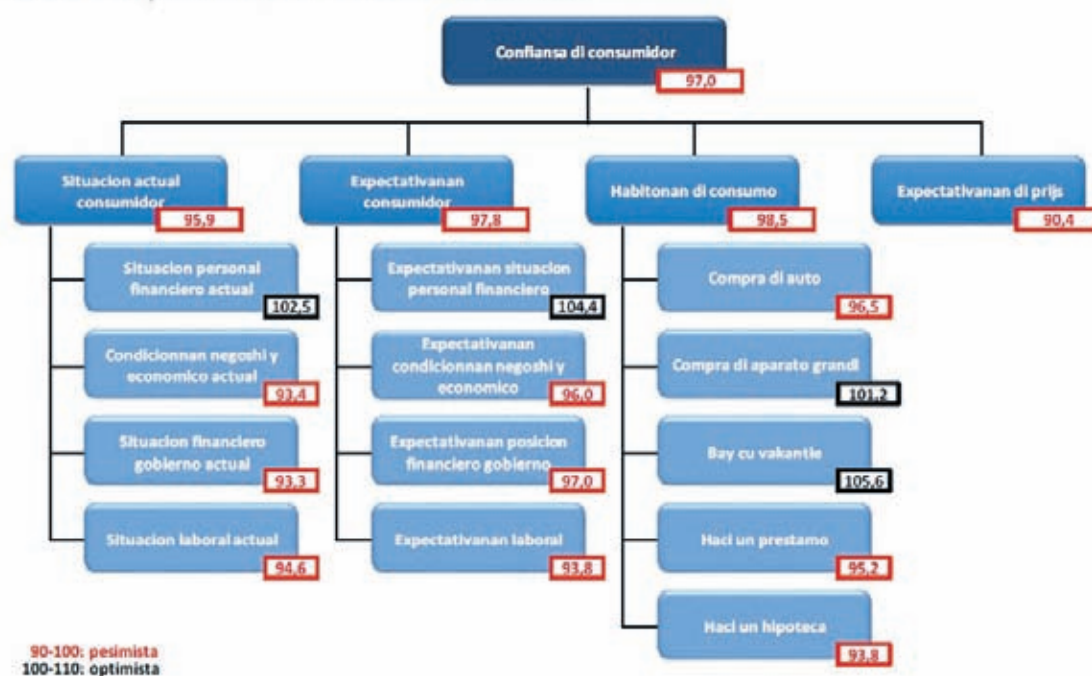 Confiansa di consumidor
97,0
Situacion actual
consumidor
95,9
Expectativanan
consumidor
97,8
Habitonan di consumo
98,5
Expectativanan di prijs
90,4
Situacion personal
financiero actual
102,5
Condicionnan negoshi y
economico actual
93,4
Situacion financiero
gobierno actual
93,3
Situacion laboral actual
94,6
Expectativanan situacion
personal financiero
104,4
Expectativanan
condicionnan negoshi y
economico
96,0
Expectativanan posicion
financiero gobierno
97,0
Expectativanan laboral
93,8
Compra di auto
96,5
Compra di aparato grandi
101,2
Bay cu vakantie
105,6
Haci un prestamo
95,2
Haci un hipoteca
93,8
90-100: pesimista
100-110: optimista